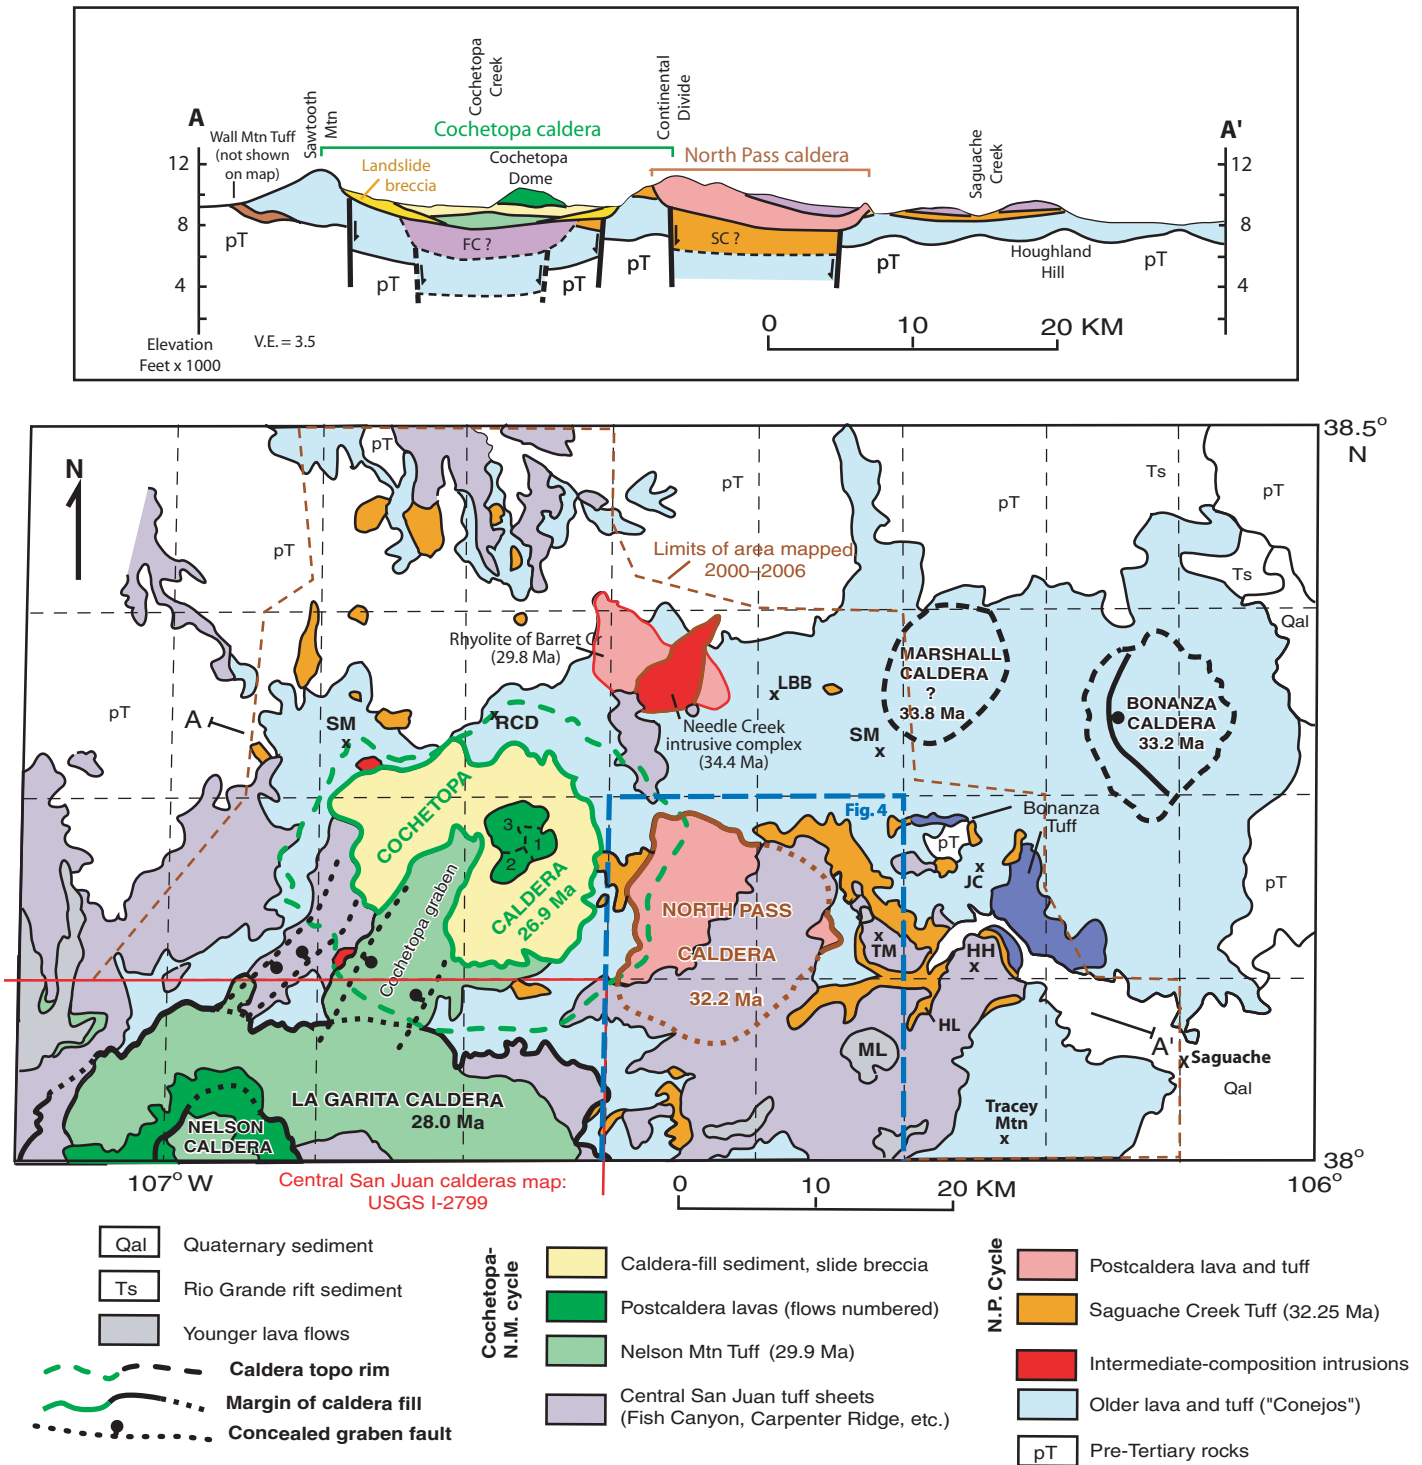 A
A'
Sawtooth
Mtn
Cochetopa
Creek
Continental
Divide
Saguache
Creek
Cochetopa caldera
North Pass caldera
Wall Mtn Tuff
(not shown
on map)
Landslide
breccia
Cochetopa
Dome
12
8
4
12
8
4
pT
pT
pT
pT
pT
pT
FC ?
SC ?
Houghland
Hill
Elevation
Feet x 1000
V.E. = 3.5
0
10
20 KM
38.5°
N
N
pT
pT
pT
pT
pT
Ts
pT
Ts
Qal
Limits of area mapped,
2000–2006
Rhyolite of Barret Cr
(29.8 Ma)
Needle Creek
intrusive complex
(34.4 Ma)
LBB
SM
MARSHALL
CALDERA
?
33.8 Ma
BONANZA
CALDERA
33.2 Ma
A
SM
RCD
COCHETOPA
CALDERA
26.9 Ma
3
1
2
Cochetopa graben
Fig. 4
Bonanza
Tuff
pT
JC
pT
NORTH PASS
CALDERA
32.2 Ma
TM
HH
HL
ML
A'
Saguache
Qal
Tracey
Mtn
LA GARITA CALDERA
28.0 Ma
NELSON
CALDERA
38°
107° W
106°
Central San Juan calderas map:
USGS I-2799
0
10
20 KM
Qal
Quaternary sediment
Ts
Rio Grande rift sediment
Younger lava flows
Caldera topo rim
Margin of caldera fill
Concealed graben fault
Cochetopa-
N.M. cycle
Caldera-fill sediment, slide breccia
Postcaldera lavas (flows numbered)
Nelson Mtn Tuff (29.9 Ma)
Central San Juan tuff sheets
(Fish Canyon, Carpenter Ridge, etc.)
N.P. Cycle
Postcaldera lava and tuff
Saguache Creek Tuff (32.25 Ma)
Intermediate-composition intrusions
Older lava and tuff ("Conejos")
pT
Pre-Tertiary rocks